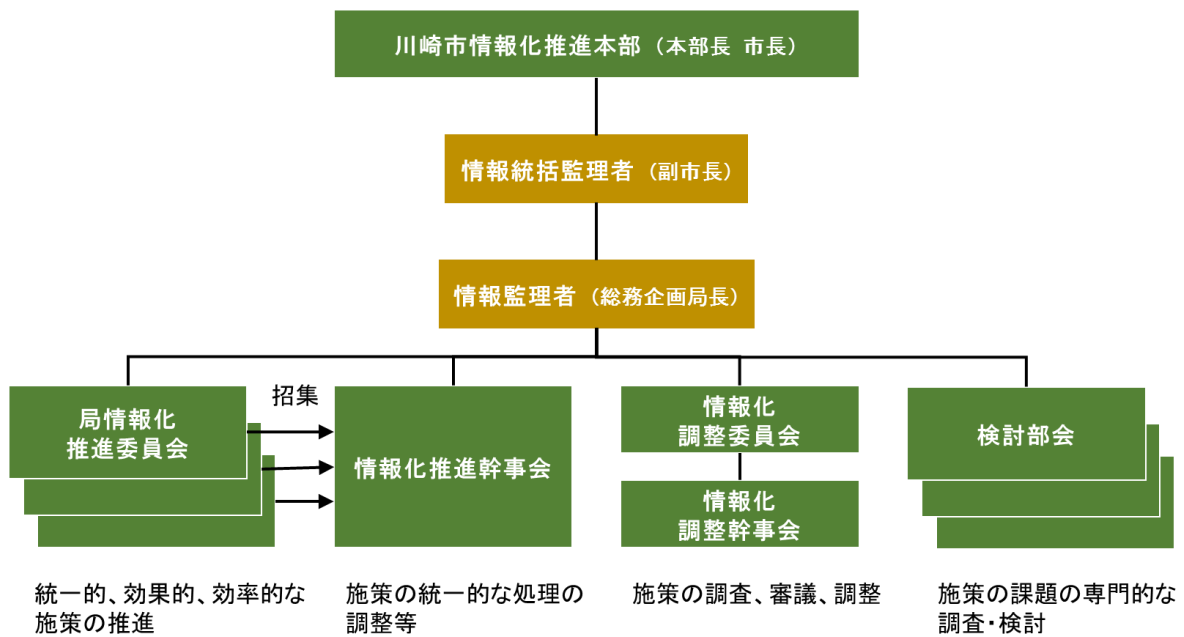 川崎市情報化推進本部（本部長 市長）
情報統括監理者（副市長）
情報監理者（総務企画局長）
局情報化
推進委員会
招集
情報化推進幹事会
情報化
調整委員会
情報化
調整幹事会
検討部会
統一的、効果的、効率的な
施策の推進
施策の統一的な処理の
調整等
施策の調査、審議、調整
施策の課題の専門的な
調査・検討